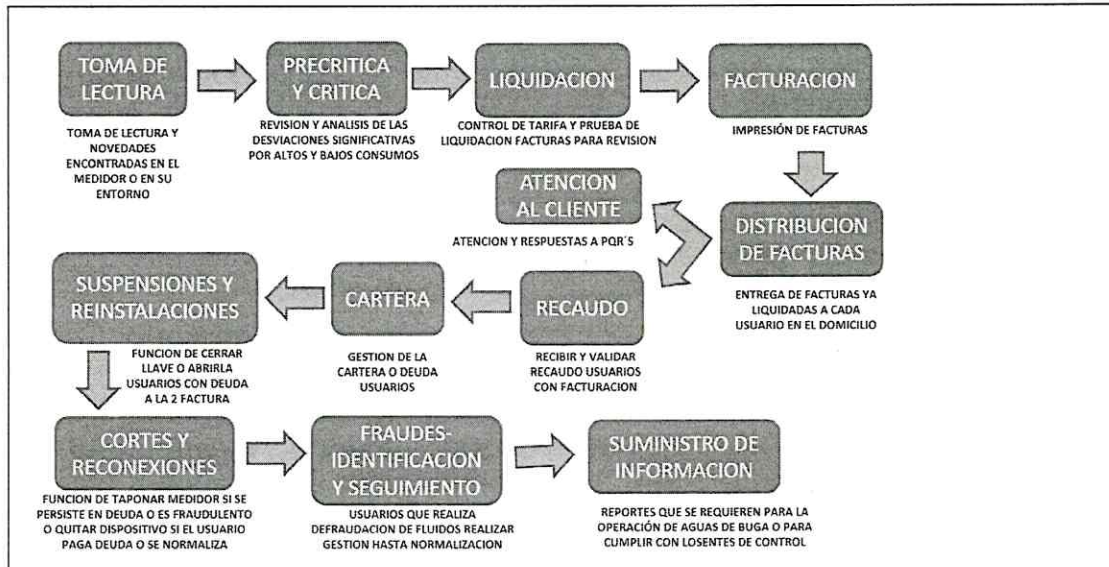 TOMA DE
LECTURA
TOMA DE LECTURA Y
NOVEDADES
ENCONTRADAS EN EL
MEDIDOR O EN SU
ENTORNO
PRECRITICA
Y CRITICA
REVISION Y ANALISIS DE LAS
DESVIACIONES SIGNIFICATIVAS
POR ALTOS Y BAJOS CONSUMOS
LIQUIDACION
CONTROL DE TARIFA Y PRUEBA DE
LIQUIDACION FACTURAS PARA REVISION
FACTURACION
IMPRESIÓN DE FACTURAS
DISTRIBUCION
DE FACTURAS
ENTREGA DE FACTURAS YA
LIQUIDADAS A CADA
USUARIO EN EL DOMICILIO
ATENCION
AL CLIENTE
ATENCION Y RESPUESTAS A PQR´S
RECAUDO
RECIBIR Y VALIDAR
RECAUDO USUARIOS
CON FACTURACION
CARTERA
GESTION DE LA
CARTERA O DEUDA
USUARIOS
SUSPENSIONES Y
REINSTALACIONES
FUNCION DE CERRAR
LLAVE O ABRIRLA
USUARIOS CON DEUDA
A LA 2 FACTURA
CORTES Y
RECONEXIONES
FUNCION DE TAPONAR MEDIDOR SI SE
PERSISTE EN DEUDA O ES FRAUDULENTO
O QUITAR DISPOSITIVO SI EL USUARIO
PAGA DEUDA O SE NORMALIZA
FRAUDES-
IDENTIFICACION
Y SEGUIMIENTO
USUARIOS QUE REALIZA
DEFRAUDACION DE FLUIDOS REALIZAR
GESTION HASTA NORMALIZACION
SUMINISTRO DE
INFORMACION
REPORTES QUE SE REQUIEREN PARA LA
OPERACIÓN DE AGUAS DE BUGA O PARA
CUMPLIR CON LOSENTES DE CONTROL